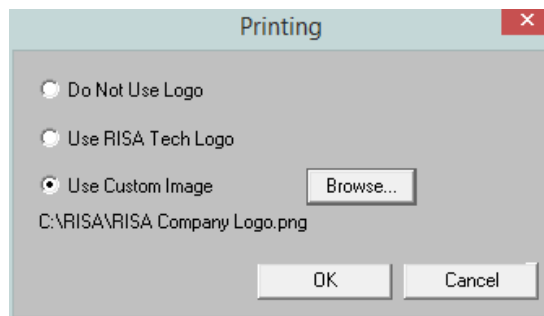 Printing
Do Not Use Logo
Use RISA Tech Logo
Use Custom Image Browse...
C:\RISA\RISA Company Logo.png
OK Cancel